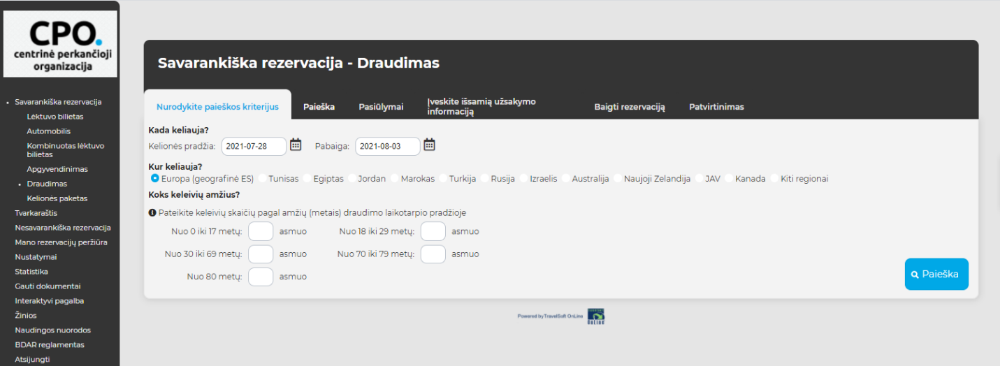 CPO.
centrinė perkančioji
organizacija
Savarankiška rezervacija
Lėktuvo bilietas
Automobilis
Kombinuotas lėktuvo
bilietas
Apgyvendinimas
Draudimas
Kelionės paketas
Tvarkaraštis
Nesavarankiška rezervacija
Mano rezervacijų peržiūra
Nustatymai
Statistika
Gauti dokumentai
Interaktyvi pagalba
Žinios
Naudingos nuorodos
BDAR reglamentas
Atsijungti
Savarankiška rezervacija - Draudimas
Nurodykite paieškos kriterijus Paieška Pasiūlymai Įveskite išsamią užsakymo informaciją Baigti rezervaciją Patvirtinimas
Kada keliauja?
Kelionės pradžia: 2021-07-28 Pabaiga: 2021-08-03
Kur keliauja?
Europa (geografinė ES) Tunisas Egiptas Jordan Marokas Turkija Rusija Izraelis Australija Naujoji Zelandija JAV Kanada Kiti regionai
Koks keleivių amžius?
Pateikite keleivių skaičių pagal amžių (metais) draudimo laikotarpio pradžioje
Nuo 0 iki 17 metų: asmuo Nuo 18 iki 29 metų: asmuo
Nuo 30 iki 69 metų: asmuo Nuo 70 iki 79 metų: asmuo
Nuo 80 metų: asmuo
Paieška
Powered by TravelSoft OnLine